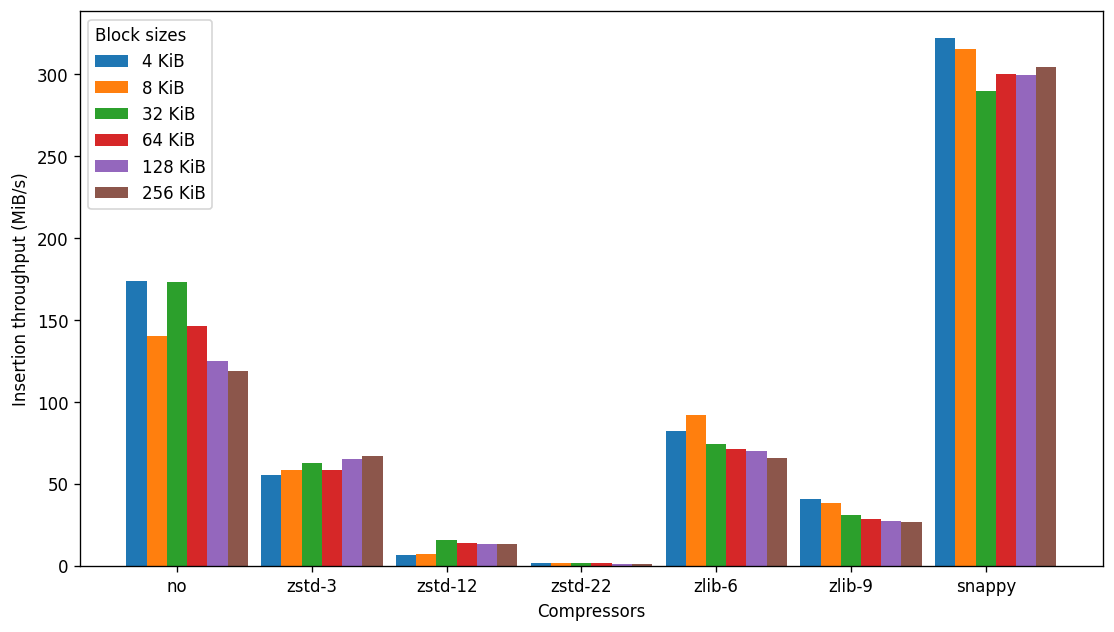 Block sizes
4 KiB
8 KiB
32 KiB
64 KiB
128 KiB
256 KiB
Insertion throughput (MiB/s)
300
250
200
150
100
50
0
no zstd-3 zstd-12 zstd-22 zlib-6 zlib-9 snappy
Compressors